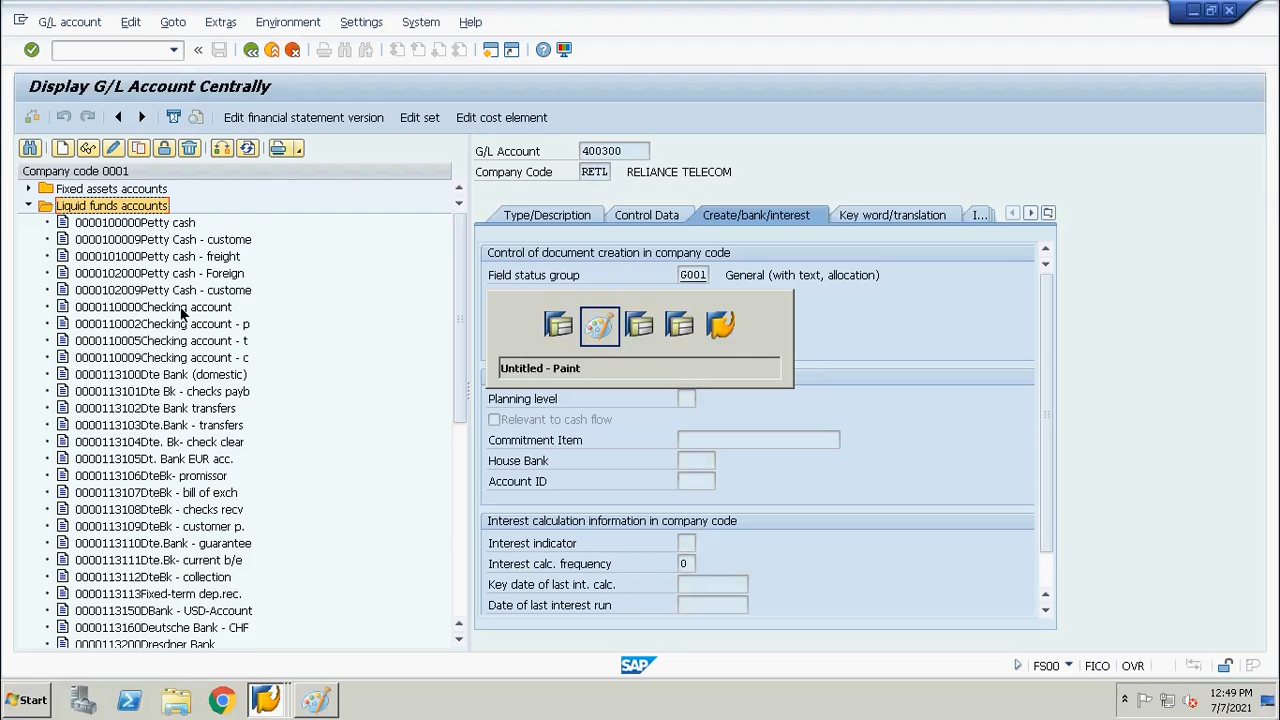 G/L account Edit Goto Extras Environment Settings System Help
Display G/L Account Centrally
Edit financial statement version Edit set Edit cost element
Company code 0001
Fixed assets accounts
Liquid funds accounts
0000100000Petty cash
0000100009Petty Cash - custome
0000101000Petty cash - freight
0000102000Petty cash - Foreign
0000102009Petty Cash - custome
0000110000Checking account
0000110002Checking account - p
0000110005Checking account - t
0000110009Checking account - c
0000113100Dte Bank (domestic)
0000113101Dte Bk - checks payb
0000113102Dte Bank transfers
0000113103Dte.Bank - transfers
0000113104Dte. Bk- check clear
0000113105Dt. Bank EUR acc.
0000113106DteBk- promissor
0000113107DteBk - bill of exch
0000113108DteBk - checks recv
0000113109DteBk - customer p.
0000113110Dte.Bank - guarantee
0000113111Dte.Bk- current b/e
0000113112DteBk - collection
0000113113Fixed-term dep.rec.
0000113150DBank - USD-Account
0000113160Deutsche Bank - CHF
0000113200Dresdner Bank
G/L Account 400300
Company Code RETL RELIANCE TELECOM
Type/Description Control Data Create/bank/interest Key word/translation I...
Control of document creation in company code
Field status group G001 General (with text, allocation)
Untitled - Paint
Planning level
Relevant to cash flow
Commitment Item
House Bank
Account ID
Interest calculation information in company code
Interest indicator
Interest calc. frequency 0
Key date of last int. calc.
Date of last interest run
SAP
FS00 FICO OVR
Start
12:49 PM
7/7/2021